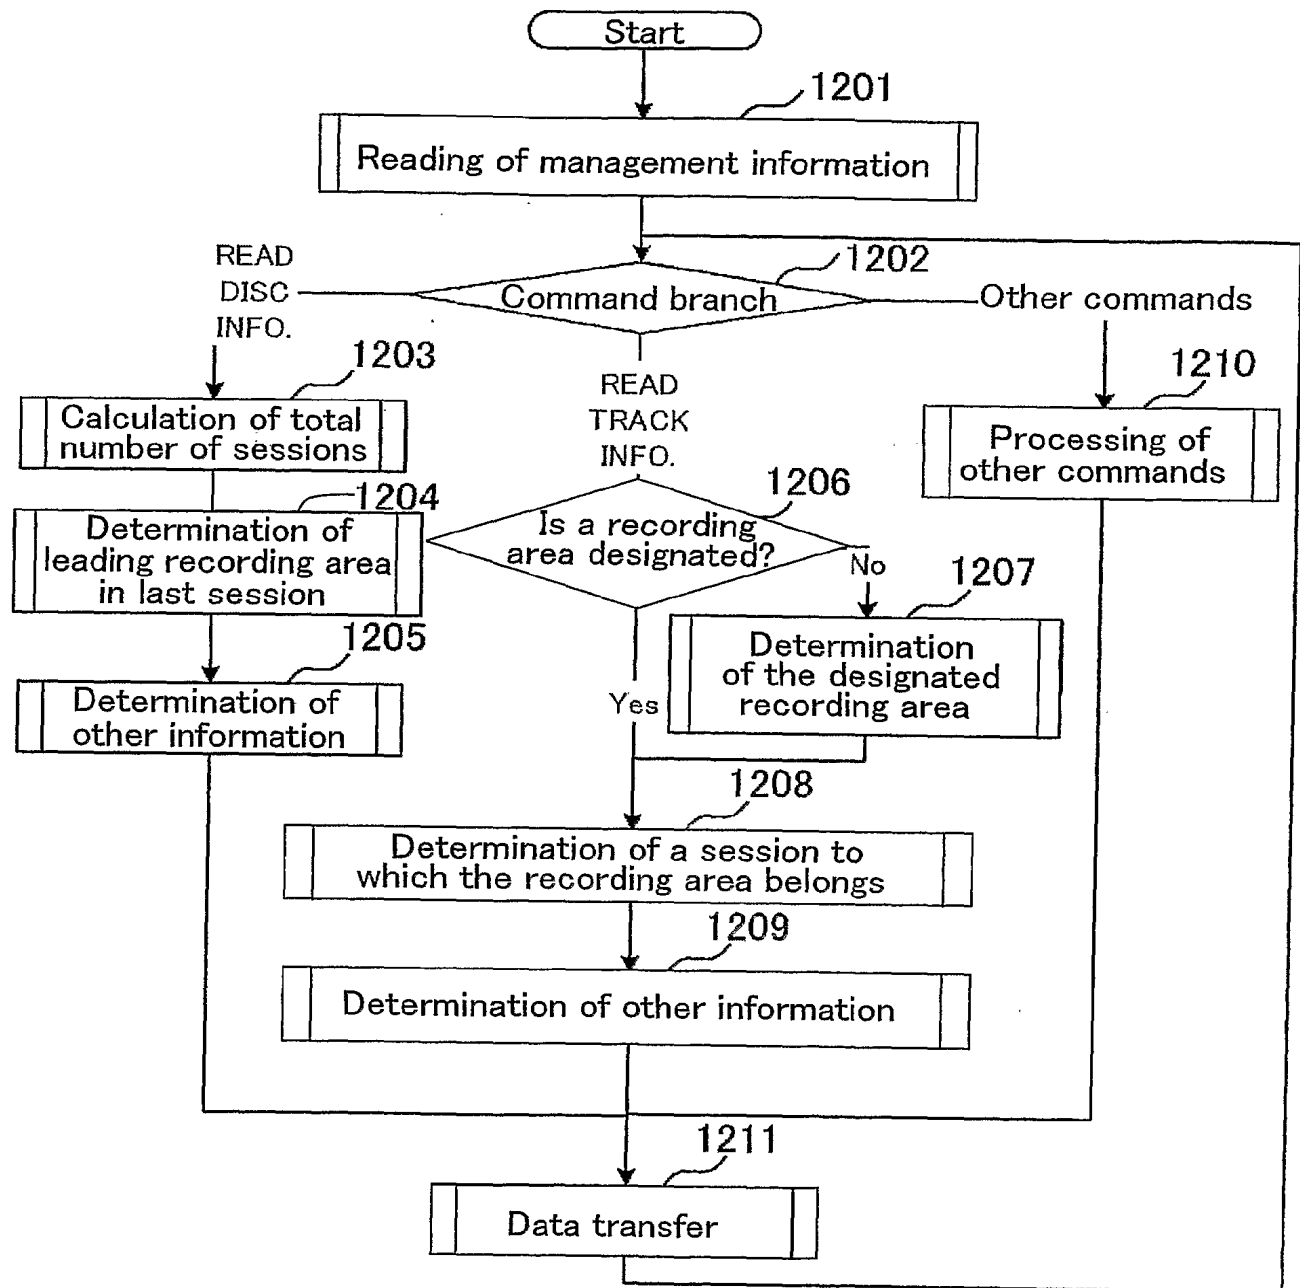 Start
1201
Reading of management information
1202
Command branch
READ
DISC
INFO.
Other commands
READ
TRACK
INFO.
1203
Calculation of total
number of sessions
1204
Determination of
leading recording area
in last session
1205
Determination of
other information
1206
Is a recording
area designated?
No
Yes
1207
Determination
of the designated
recording area
1208
Determination of a session to
which the recording area belongs
1209
Determination of other information
1210
Processing of
other commands
1211
Data transfer